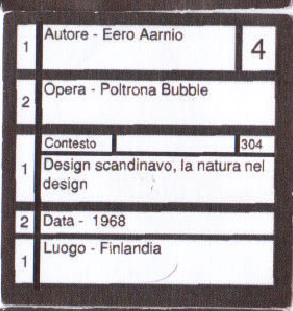 1 Autore - Eero Aarnio 4
2 Opera - Poltrona Bubble
Contesto 304
1 Design scandinavo, la natura nel
design
2 Data - 1968
1 Luogo - Finlandia